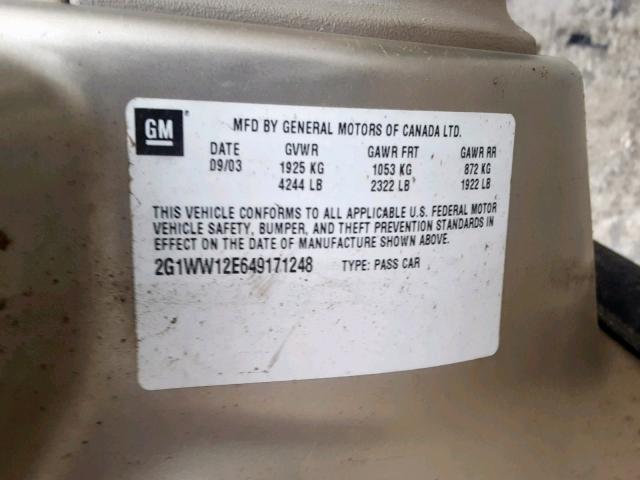 GM MFD BY GENERAL MOTORS OF CANADA LTD.
DATE GVWR GAWR FRT GAWR RR
09/03 1925 KG 1053 KG 872 KG
4244 LB 2322 LB 1922 LB
THIS VEHICLE CONFORMS TO ALL APPLICABLE U.S. FEDERAL MOTOR
VEHICLE SAFETY, BUMPER, AND THEFT PREVENTION STANDARDS IN
EFFECT ON THE DATE OF MANUFACTURE SHOWN ABOVE.
2G1WW12E649171248 TYPE: PASS CAR